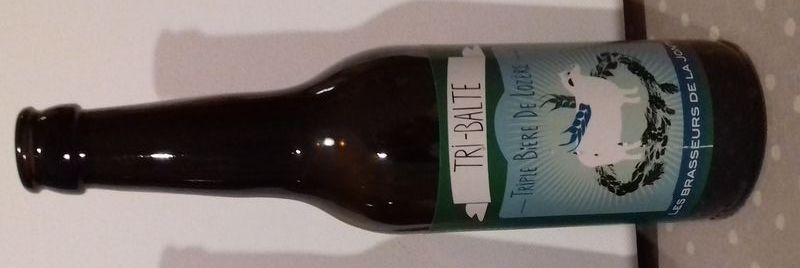 TRi-BALTE
TRIPLE BIÈRE DE LOZÈRE
LES BRASSEURS DE LA